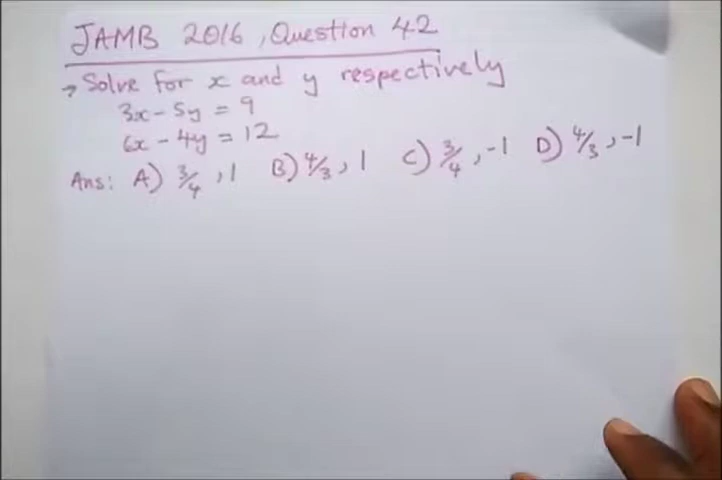 JAMB 2016, Question 42
→ Solve for x and y respectively
3x - 5y = 9
6x - 4y = 12
Ans: A) 3/4, 1 B) 4/3, 1 C) 3/4, -1 D) 4/3, -1